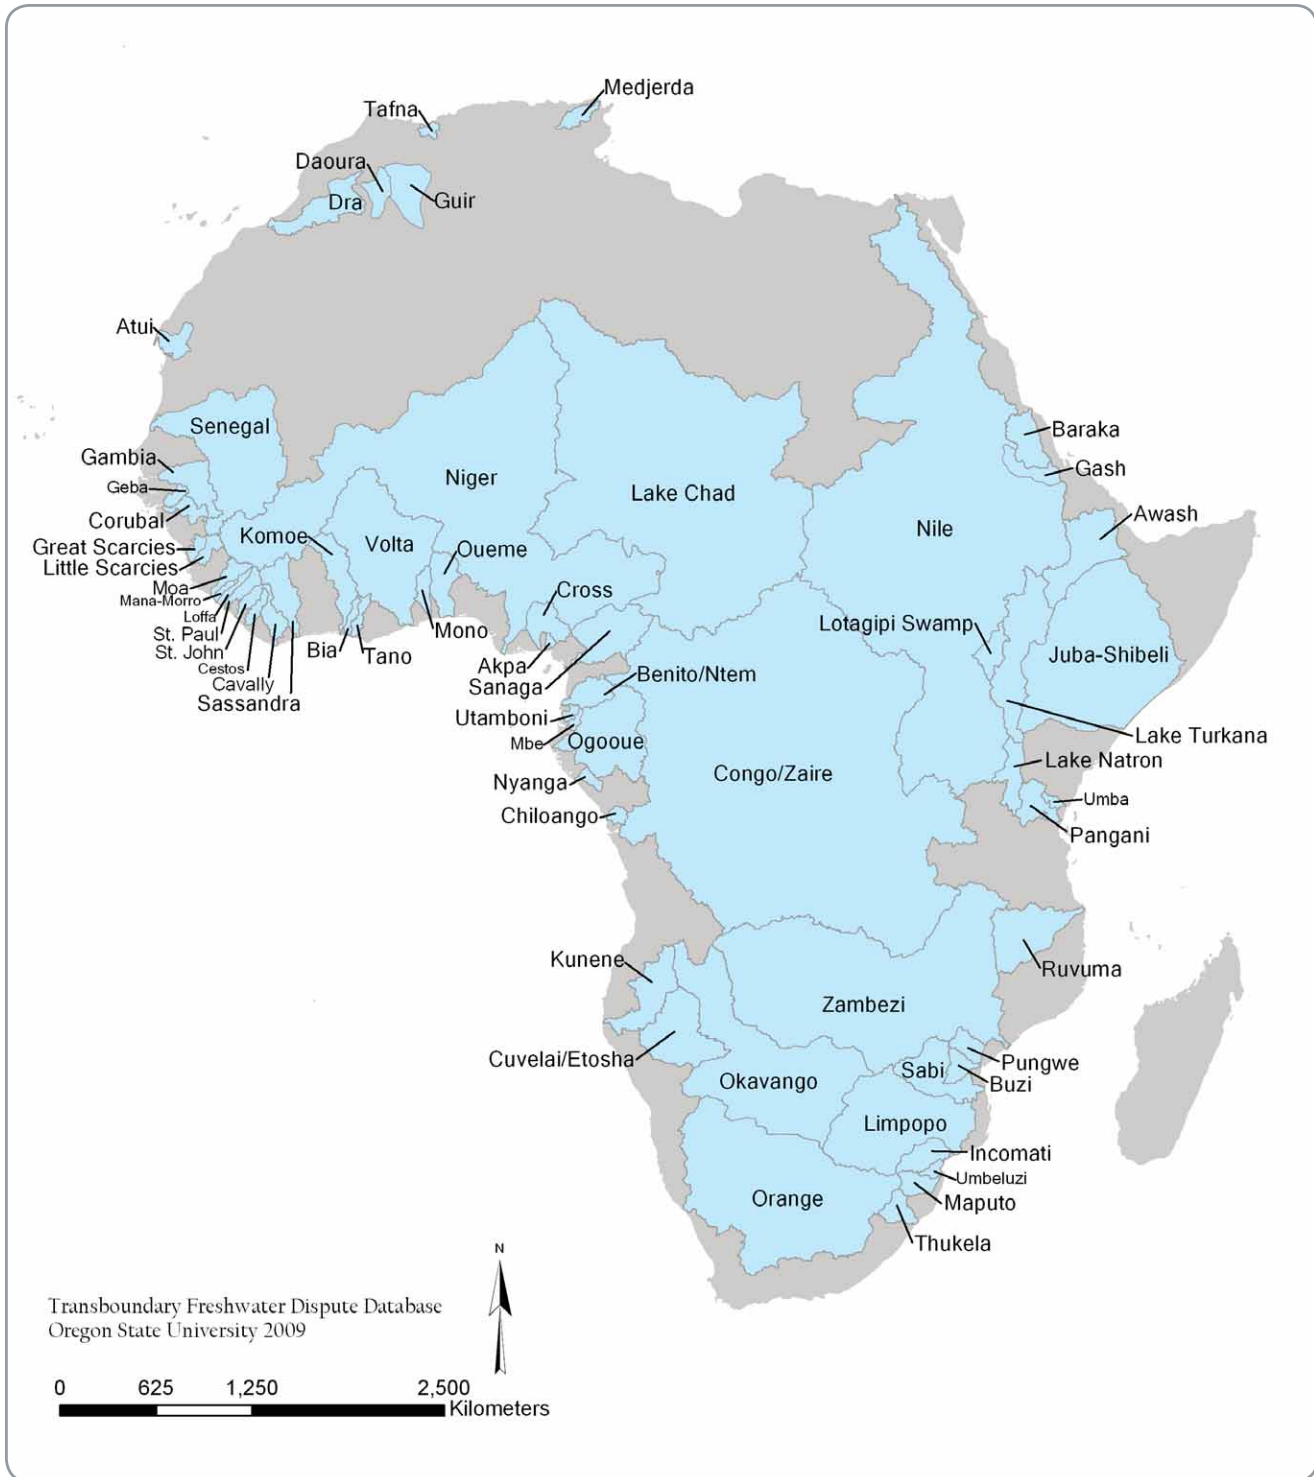 Medjerda
Tafna
Daoura
Dra
Guir
Atui
Senegal
Baraka
Gambia
Gash
Niger
Geba
Lake Chad
Awash
Corubal
Nile
Komoe
Volta
Great Scarcies
Oueme
Little Scarcies
Moa
Cross
Mana-Morro
Loffa
Lotagipi Swamp
St. Paul
Mono
St. John
Bia
Tano
Juba-Shibeli
Cestos
Akpa
Cavally
Benito/Ntem
Sanaga
Sassandra
Utamboni
Lake Turkana
Mbe
Ogooue
Lake Natron
Congo/Zaire
Nyanga
Umba
Chiloango
Pangani
Kunene
Ruvuma
Zambezi
Cuvelai/Etosha
Pungwe
Sabi
Okavango
Buzi
Limpopo
Incomati
Umbeluzi
Orange
Maputo
Thukela
N
Transboundary Freshwater Dispute Database
Oregon State University 2009
0 625 1,250 2,500
Kilometers